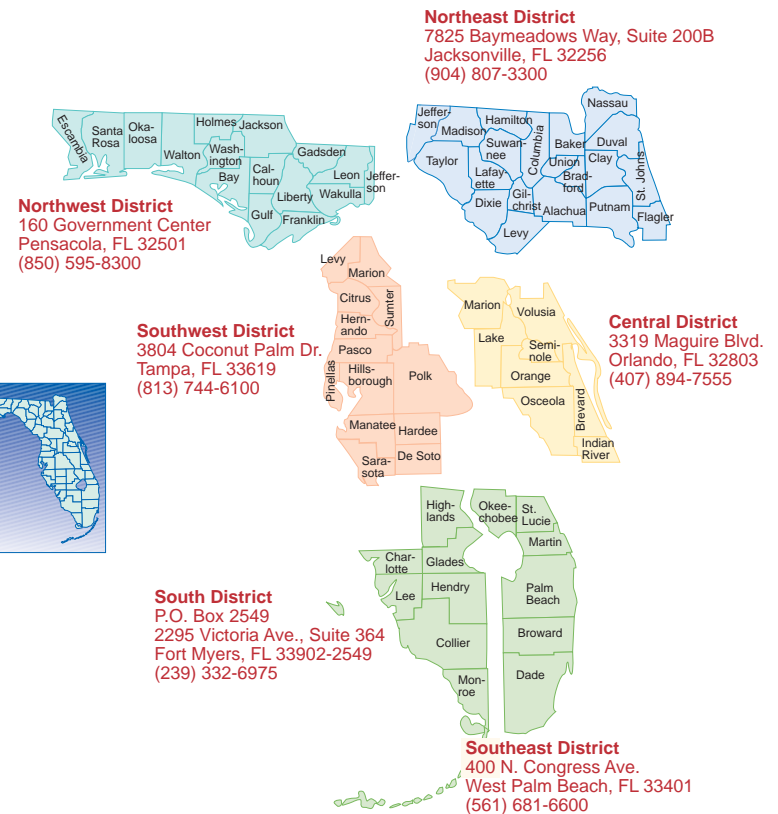 Northeast District
7825 Baymeadows Way, Suite 200B
Jacksonville, FL 32256
(904) 807-3300
Escambia
Santa
Rosa
Oka-
loosa
Walton
Holmes
Jackson
Wash-
ington
Bay
Cal-
houn
Gulf
Liberty
Gadsden
Leon
Wakulla
Franklin
Jeffer-
son
Jeffer-
son
Madison
Taylor
Hamilton
Suwan-
nee
Lafay-
ette
Dixie
Columbia
Gil-
christ
Levy
Baker
Union
Brad-
ford
Alachua
Nassau
Duval
Clay
Putnam
St. Johns
Flagler
Northwest District
160 Government Center
Pensacola, FL 32501
(850) 595-8300
Levy
Marion
Citrus
Sumter
Hern-
ando
Pasco
Pinellas
Hills-
borough
Polk
Manatee
Hardee
Sara-
sota
De Soto
Southwest District
3804 Coconut Palm Dr.
Tampa, FL 33619
(813) 744-6100
Marion
Volusia
Lake
Semi-
nole
Orange
Osceola
Brevard
Indian
River
Central District
3319 Maguire Blvd.
Orlando, FL 32803
(407) 894-7555
High-
lands
Okee-
chobee
St.
Lucie
Martin
Char-
lotte
Glades
Lee
Hendry
Palm
Beach
Collier
Broward
Mon-
roe
Dade
South District
P.O. Box 2549
2295 Victoria Ave., Suite 364
Fort Myers, FL 33902-2549
(239) 332-6975
Southeast District
400 N. Congress Ave.
West Palm Beach, FL 33401
(561) 681-6600